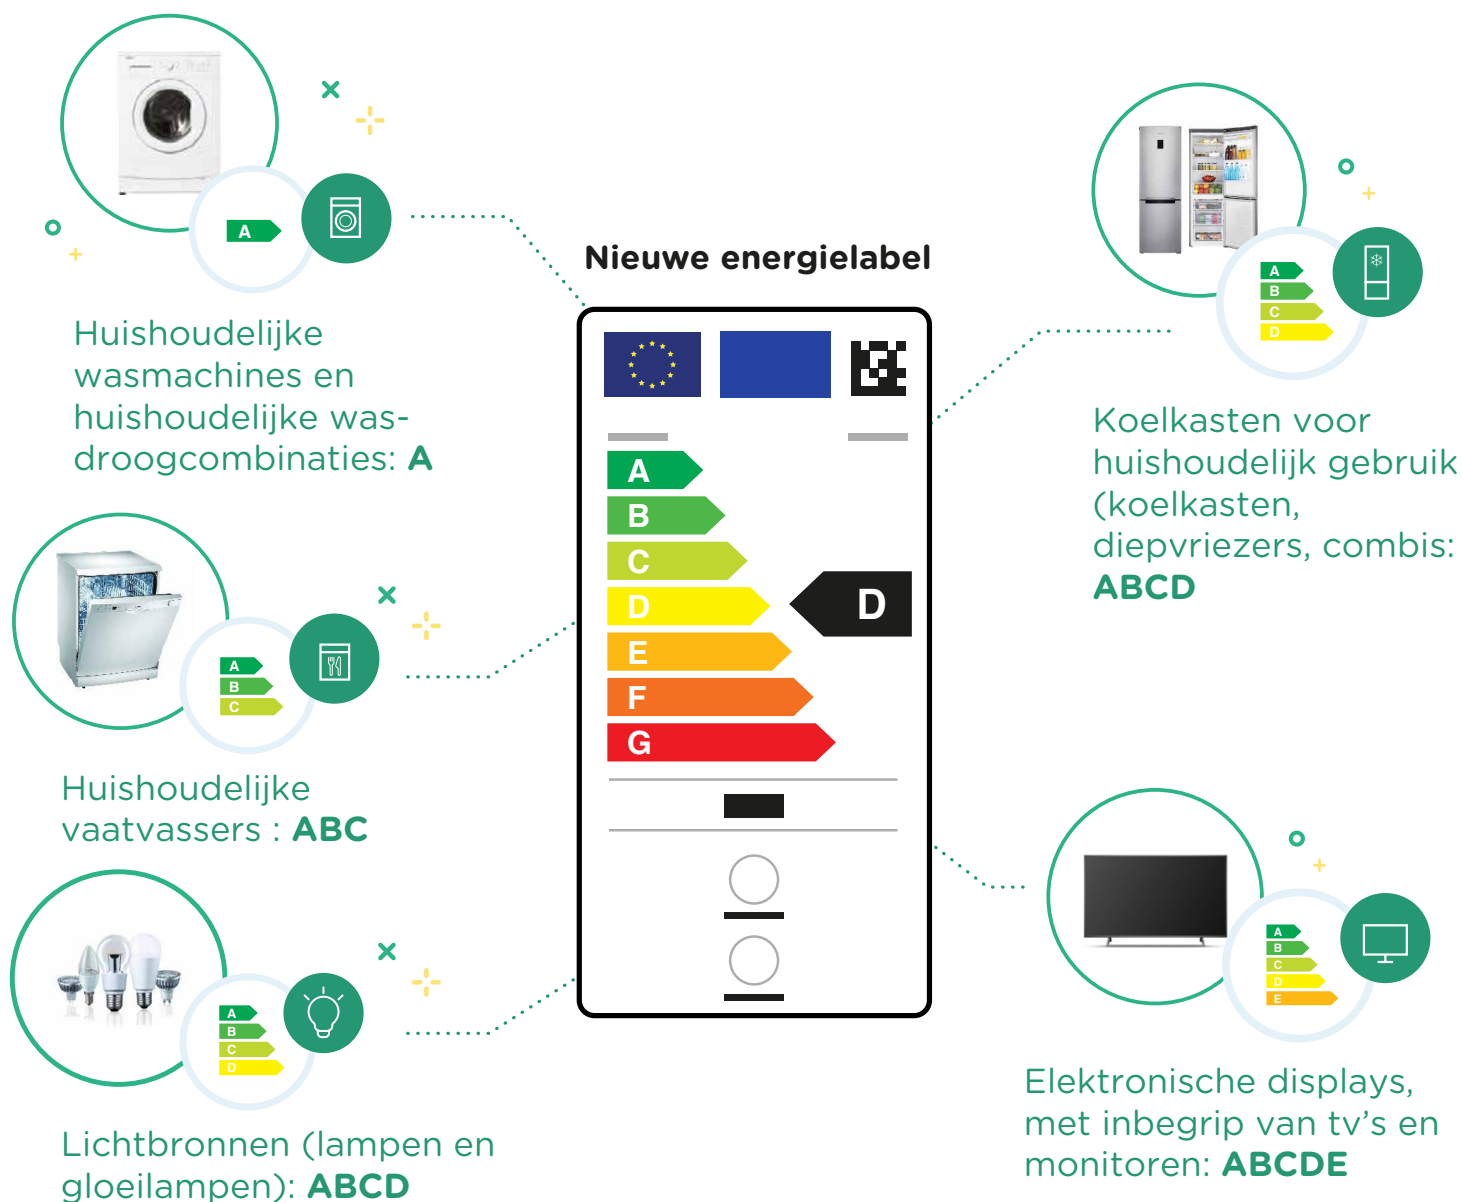 A
Huishoudelijke
wasmachines en
huishoudelijke was-
droogcombinaties: A
A
B
C
Huishoudelijke
vaatvassers : ABC
A
B
C
D
Lichtbronnen (lampen en
gloeilampen): ABCD
Nieuwe energielabel
A
B
C
D
E
F
G
D
A
B
C
D
Koelkasten voor
huishoudelijk gebruik
(koelkasten,
diepvriezers, combis:
ABCD
A
B
C
D
E
Elektronische displays,
met inbegrip van tv’s en
monitoren: ABCDE